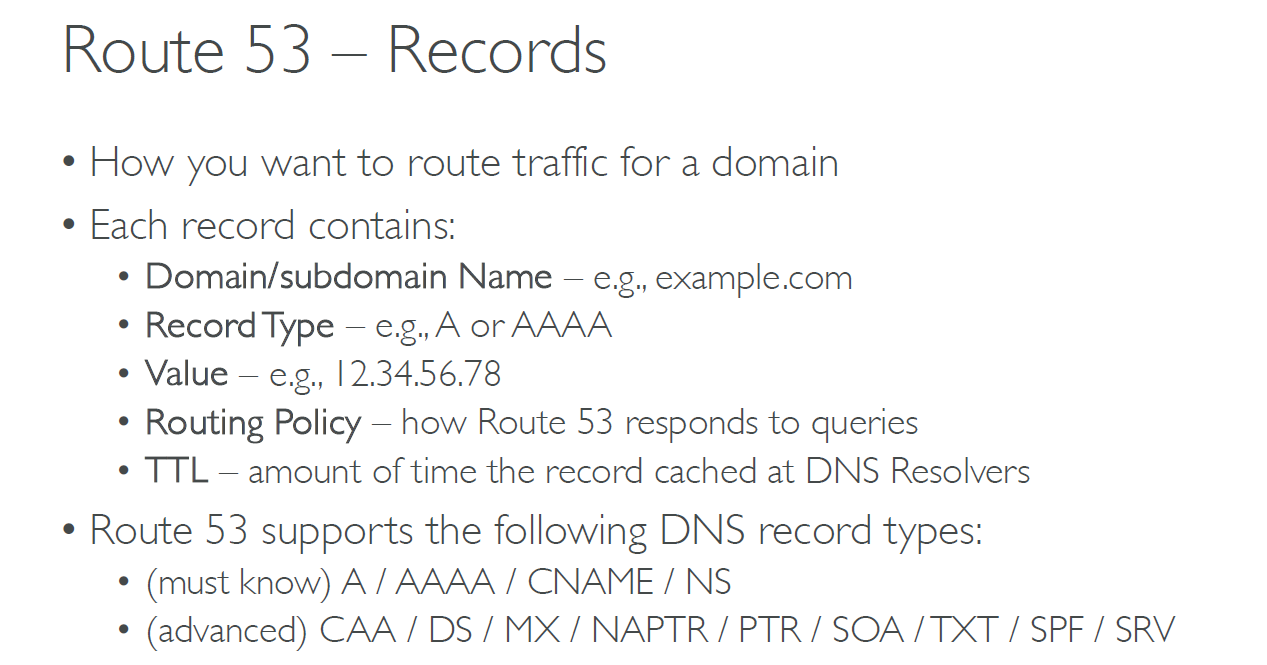 Route 53 – Records
• How you want to route traffic for a domain
• Each record contains:
• Domain/subdomain Name – e.g., example.com
• Record Type – e.g., A or AAAA
• Value – e.g., 12.34.56.78
• Routing Policy – how Route 53 responds to queries
• TTL – amount of time the record cached at DNS Resolvers
• Route 53 supports the following DNS record types:
• (must know) A / AAAA / CNAME / NS
• (advanced) CAA / DS / MX / NAPTR / PTR / SOA / TXT / SPF / SRV